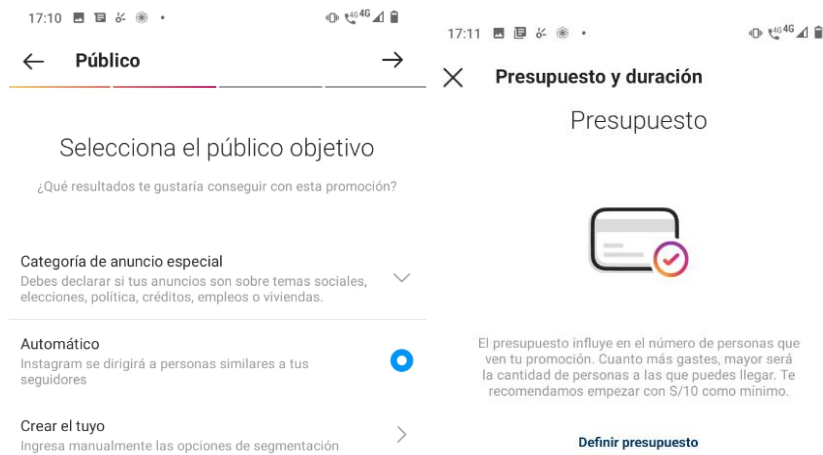 17:10
4G 4G
Público
Selecciona el público objetivo
¿Qué resultados te gustaría conseguir con esta promoción?
Categoría de anuncio especial
Debes declarar si tus anuncios son sobre temas sociales,
elecciones, política, créditos, empleos o viviendas.
Automático
Instagram se dirigirá a personas similares a tus
seguidores
Crear el tuyo
Ingresa manualmente las opciones de segmentación
17:11
4G 4G
Presupuesto y duración
Presupuesto
El presupuesto influye en el número de personas que
ven tu promoción. Cuanto más gastes, mayor será
la cantidad de personas a las que puedes llegar. Te
recomendamos empezar con S/10 como mínimo.
Definir presupuesto